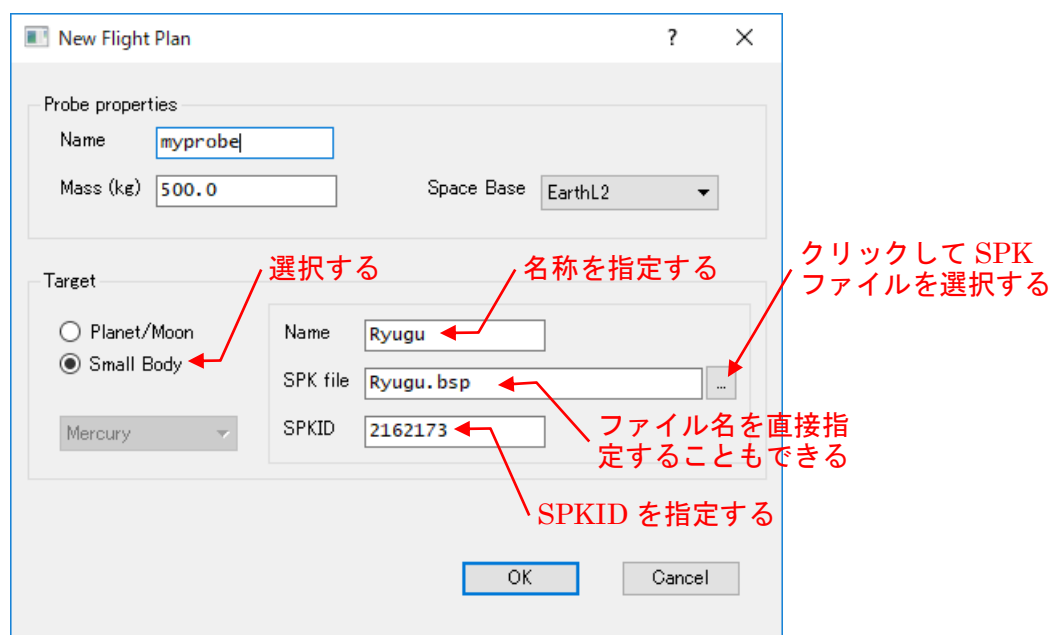 New Flight Plan
?
Probe properties
Name
myprobe
Mass (kg)
500.0
Space Base
EarthL2
クリックして SPK
ファイルを選択する
選択する
名称を指定する
Target
Planet/Moon
Small Body
Name
Ryugu
SPK file
Ryugu.bsp
...
Mercury
SPKID
2162173
ファイル名を直接指
定することもできる
SPKID を指定する
OK
Cancel